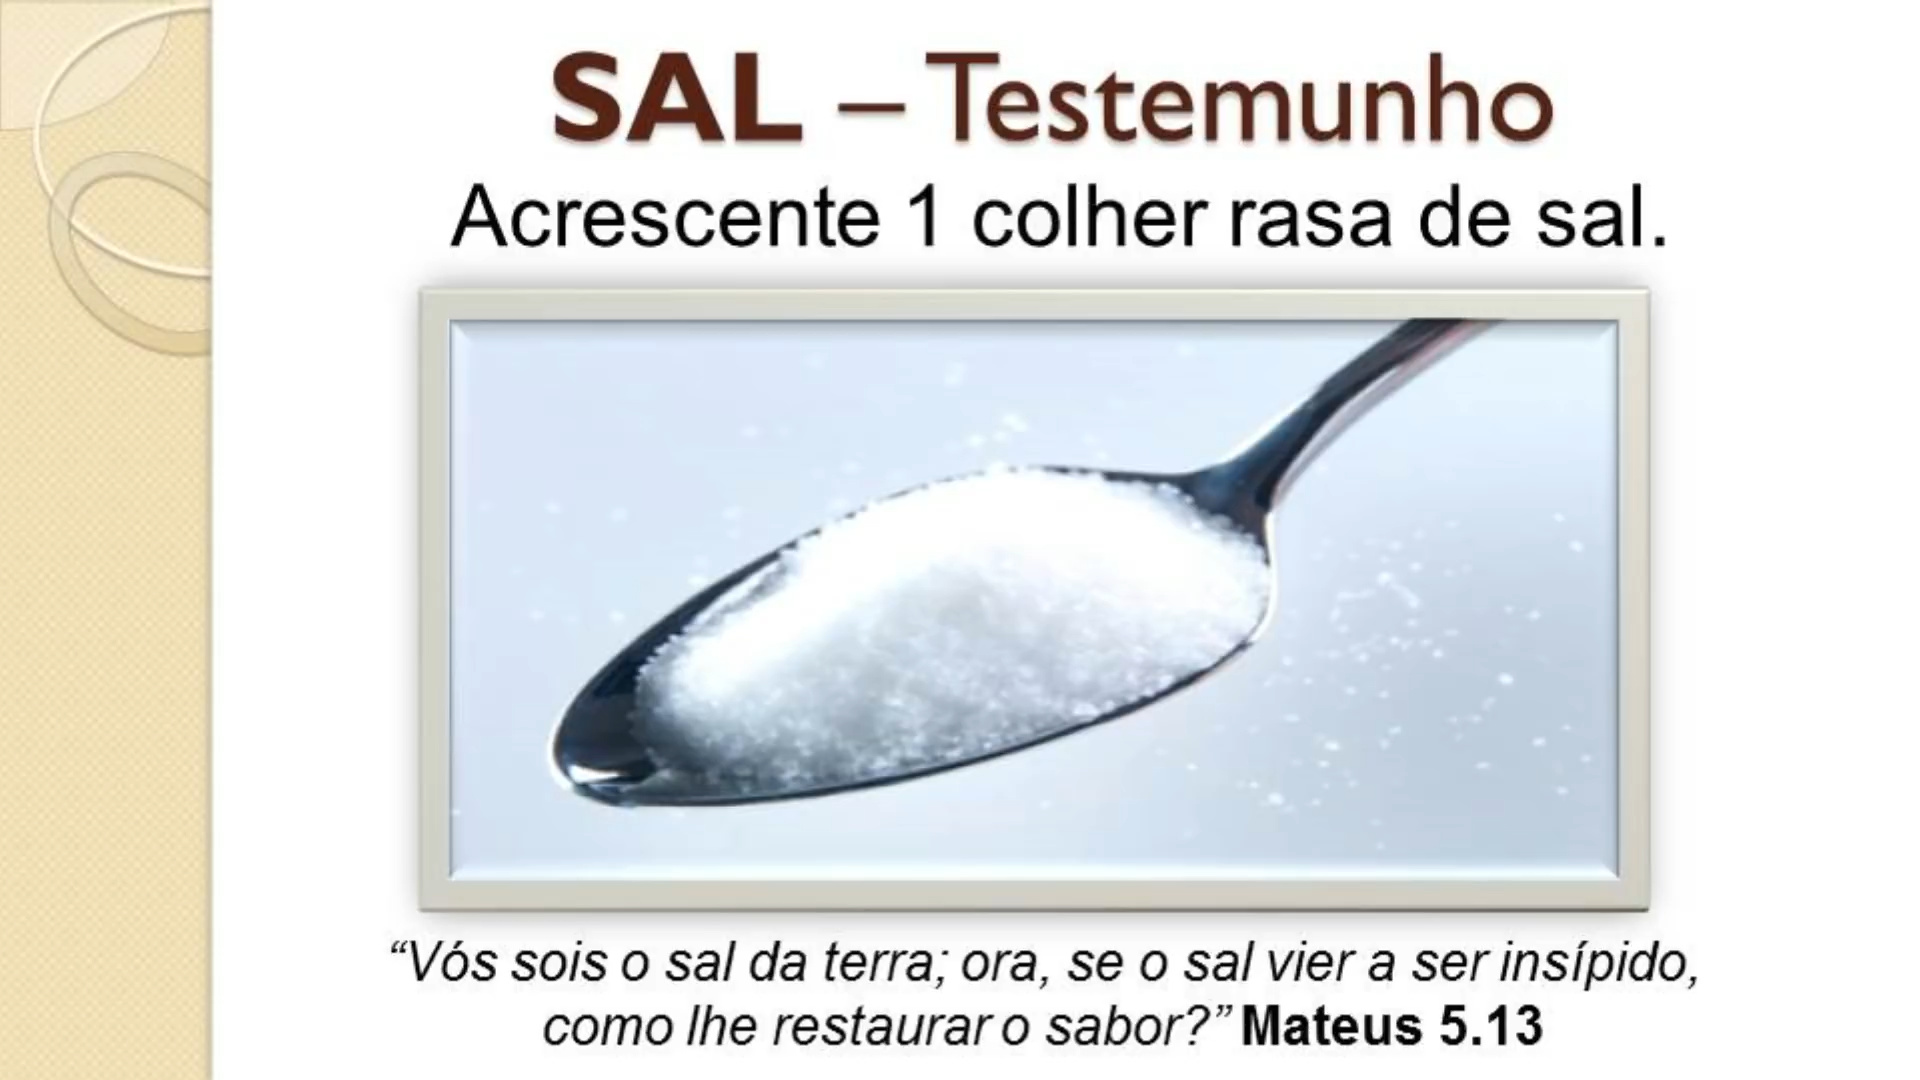 SAL – Testemunho
Acrescente 1 colher rasa de sal.
“Vós sois o sal da terra; ora, se o sal vier a ser insípido,
como lhe restaurar o sabor?” Mateus 5.13